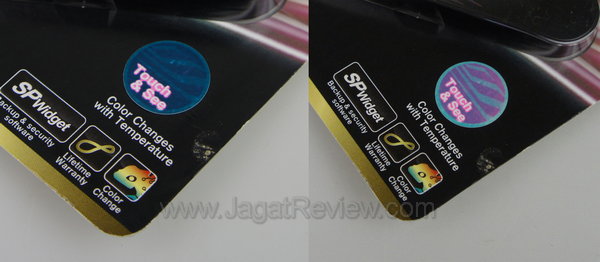 Touch
& See
Color Changes
with Temperature
SPWidget
Backup & security
software
Lifetime
Warranty
Color
Change
Touch
& See
Color Changes
with Temperature
SPWidget
Backup & security
software
Lifetime
Warranty
Color
Change
www.JagatReview.com